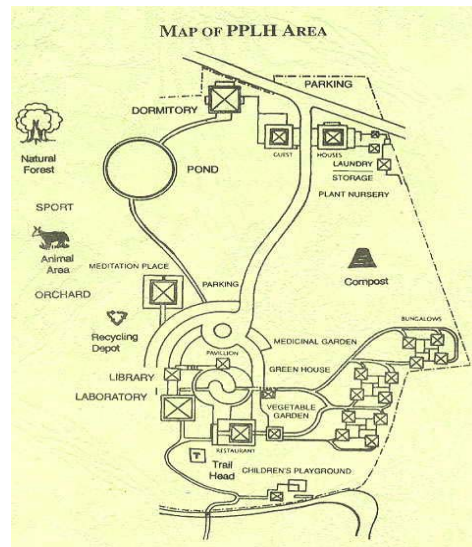 MAP OF PPLH AREA
PARKING
DORMITORY
GUEST HOUSES
Natural
Forest
LAUNDRY
STORAGE
POND
PLANT NURSERY
SPORT
Animal
Area
MEDITATION PLACE
PARKING
Compost
ORCHARD
BUNGALOWS
Recycling
Depot
MEDICINAL GARDEN
PAVILLION
LIBRARY
GREEN HOUSE
LABORATORY
VEGETABLE
GARDEN
RESTAURANT
T
Trail
Head
CHILDREN'S PLAYGROUND